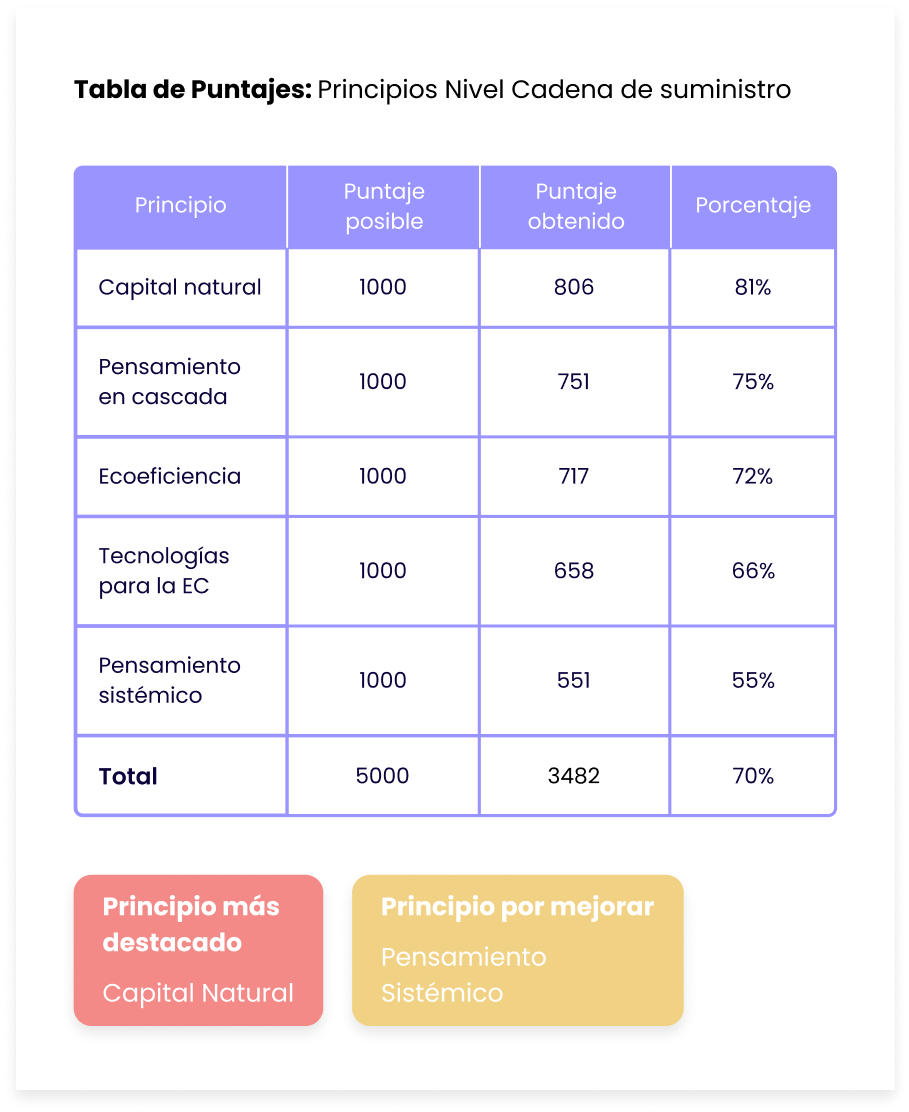 Tabla de Puntajes: Principios Nivel Cadena de suministro
Principio
Puntaje
posible
Puntaje
obtenido
Porcentaje
Capital natural
1000
806
81%
Pensamiento
en cascada
1000
751
75%
Ecoeficiencia
1000
717
72%
Tecnologías
para la EC
1000
658
66%
Pensamiento
sistémico
1000
551
55%
Total
5000
3482
70%
Principio más
destacado
Capital Natural
Principio por mejorar
Pensamiento
Sistémico